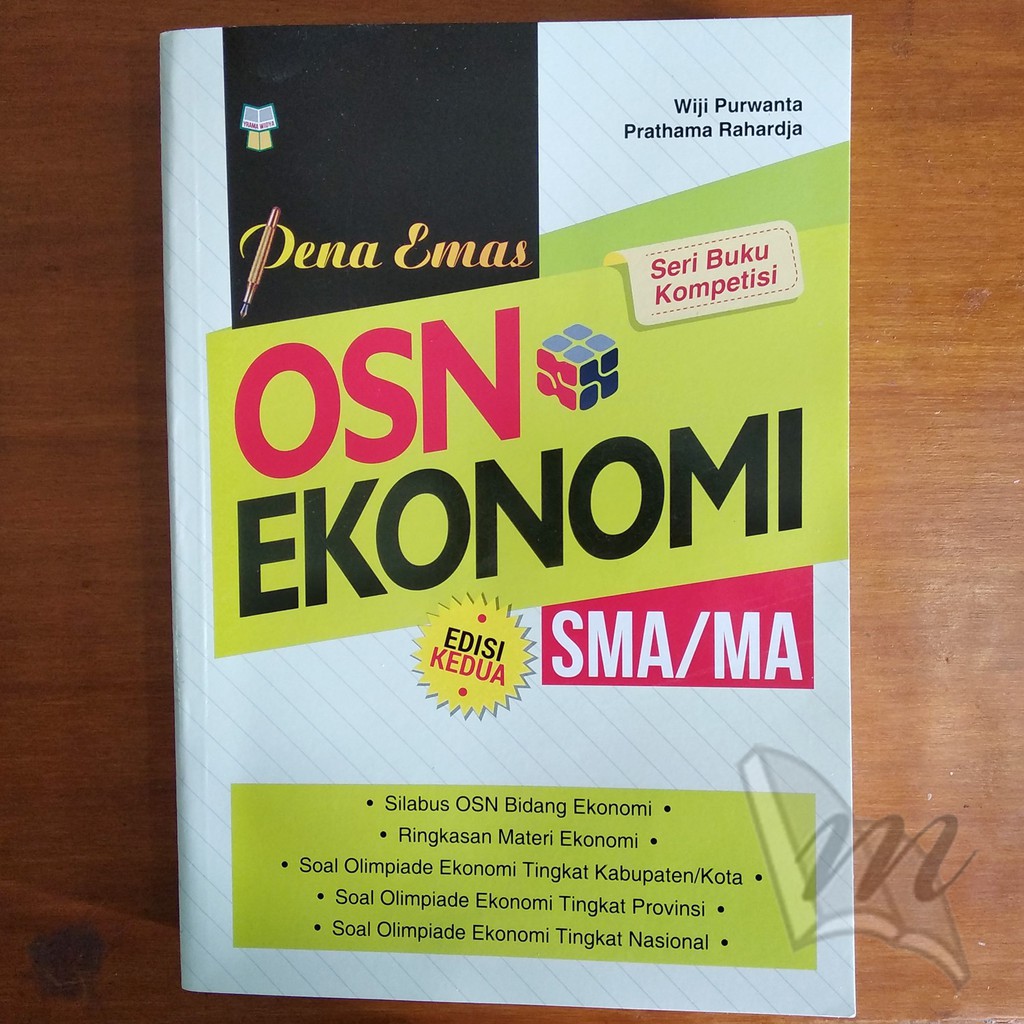 Wiji Purwanta
Prathama Rahardja
YRAMA WIDYA
Pena Emas
Seri Buku
Kompetisi
OSN
EKONOMI
EDISI
KEDUA
SMA/MA
• Silabus OSN Bidang Ekonomi •
• Ringkasan Materi Ekonomi •
• Soal Olimpiade Ekonomi Tingkat Kabupaten/Kota •
• Soal Olimpiade Ekonomi Tingkat Provinsi •
• Soal Olimpiade Ekonomi Tingkat Nasional •
m